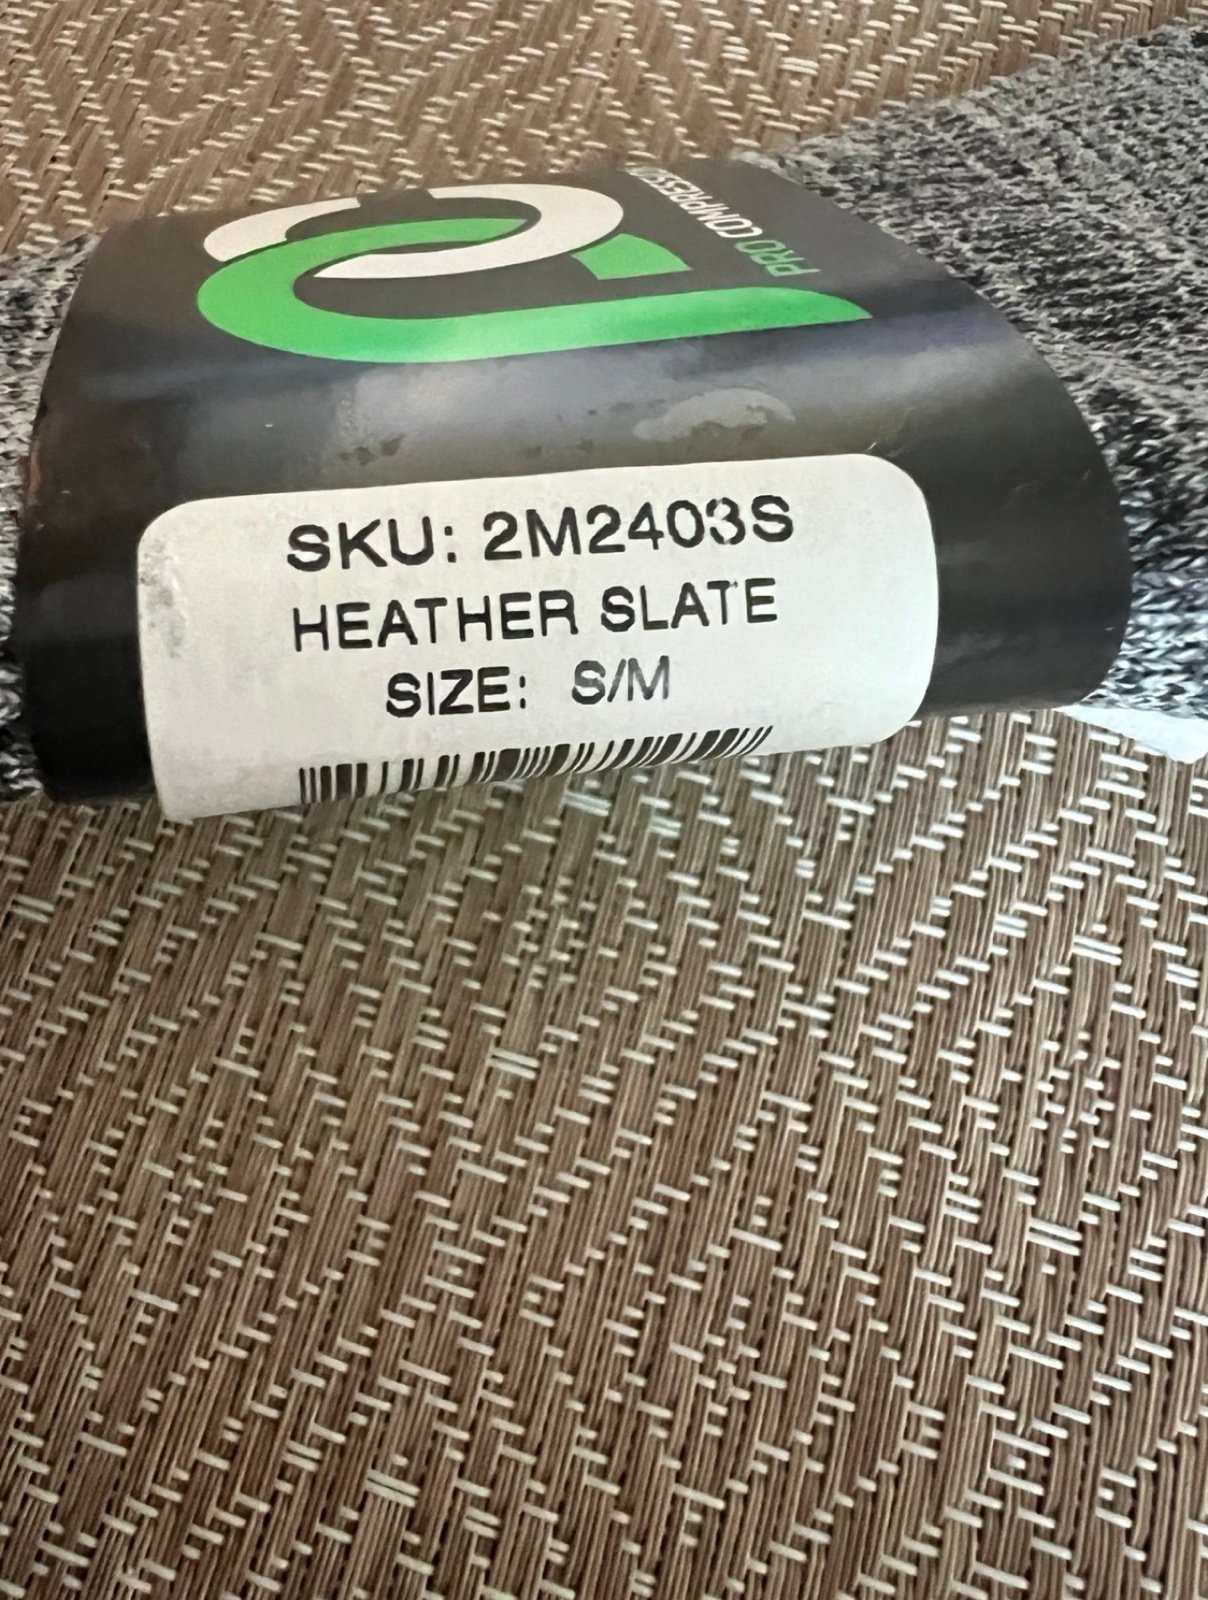 PRO COMPRESSION
SKU: 2M2403S
HEATHER SLATE
SIZE: S/M